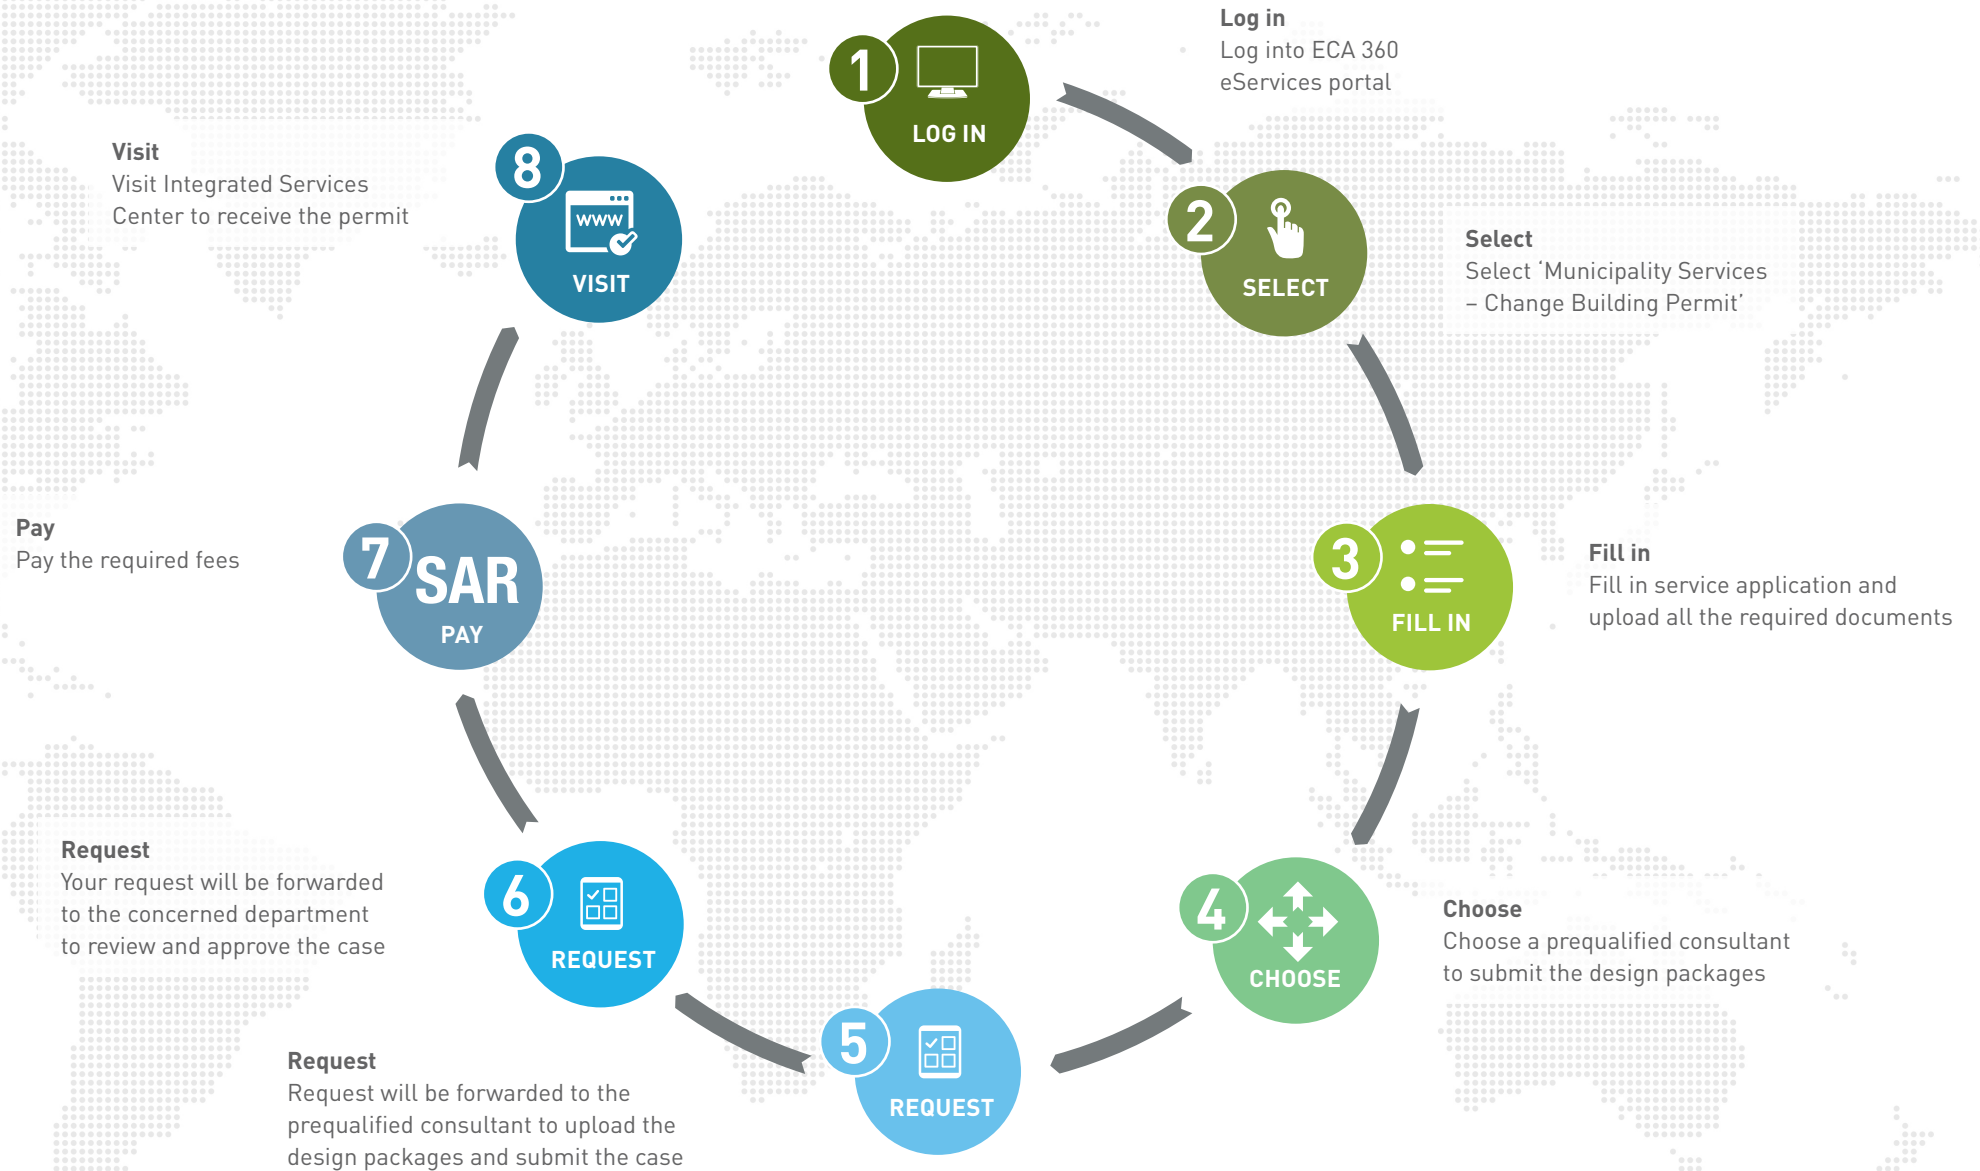 1
LOG IN
Log in
Log into ECA 360
eServices portal
2
SELECT
Select
Select ‘Municipality Services
– Change Building Permit’
3
FILL IN
Fill in
Fill in service application and
upload all the required documents
4
CHOOSE
Choose
Choose a prequalified consultant
to submit the design packages
5
REQUEST
Request
Request will be forwarded to the
prequalified consultant to upload the
design packages and submit the case
6
REQUEST
Request
Your request will be forwarded
to the concerned department
to review and approve the case
7
SAR
PAY
Pay
Pay the required fees
8
www
VISIT
Visit
Visit Integrated Services
Center to receive the permit